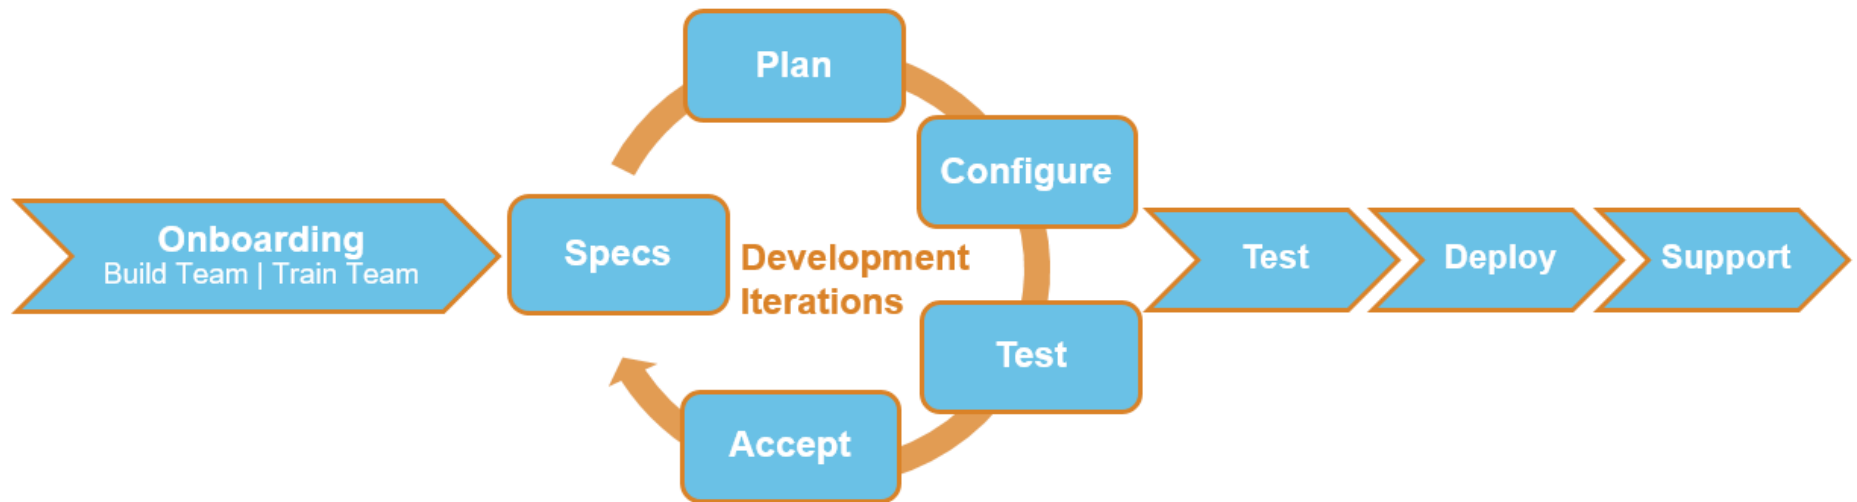 Onboarding
Build Team | Train Team
Specs
Plan
Configure
Test
Accept
Development
Iterations
Test
Deploy
Support